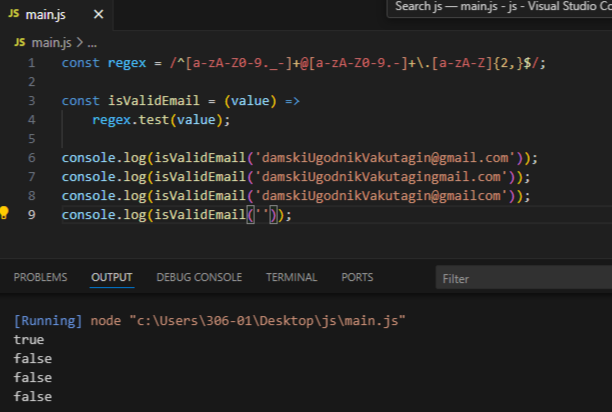 JS main.js ×
Search js — main.js - js - Visual Studio Co
JS main.js > ...
1 const regex = /^[a-zA-Z0-9._-]+@[a-zA-Z0-9.-]+\.[a-zA-Z]{2,}$/;
2
3 const isValidEmail = (value) =>
4 regex.test(value);
5
6 console.log(isValidEmail('damskiUgodnikVakutagin@gmail.com'));
7 console.log(isValidEmail('damskiUgodnikVakutagingmail.com'));
8 console.log(isValidEmail('damskiUgodnikVakutagin@gmailcom'));
9 console.log(isValidEmail(''));
PROBLEMS OUTPUT DEBUG CONSOLE TERMINAL PORTS Filter
[Running] node "c:\Users\306-01\Desktop\js\main.js"
true
false
false
false